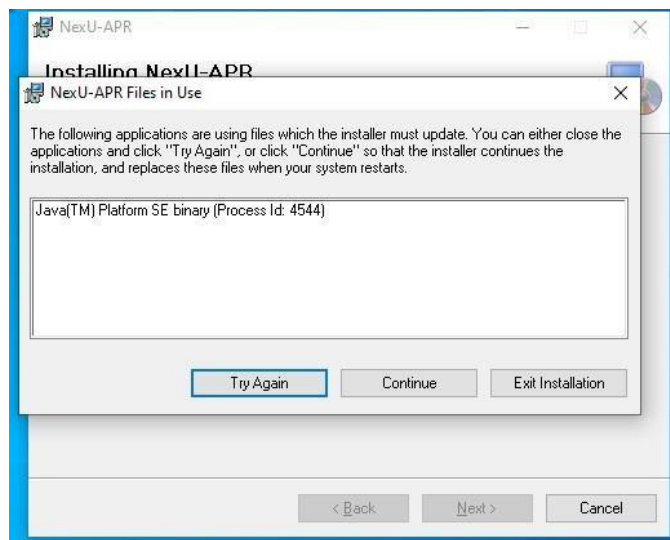 NexU-APR
Installing NexU-APR
NexU-APR Files in Use
The following applications are using files which the installer must update. You can either close the
applications and click "Try Again", or click "Continue" so that the installer continues the
installation, and replaces these files when your system restarts.
Java(TM) Platform SE binary (Process Id: 4544)
Try Again
Continue
Exit Installation
< Back
Next >
Cancel